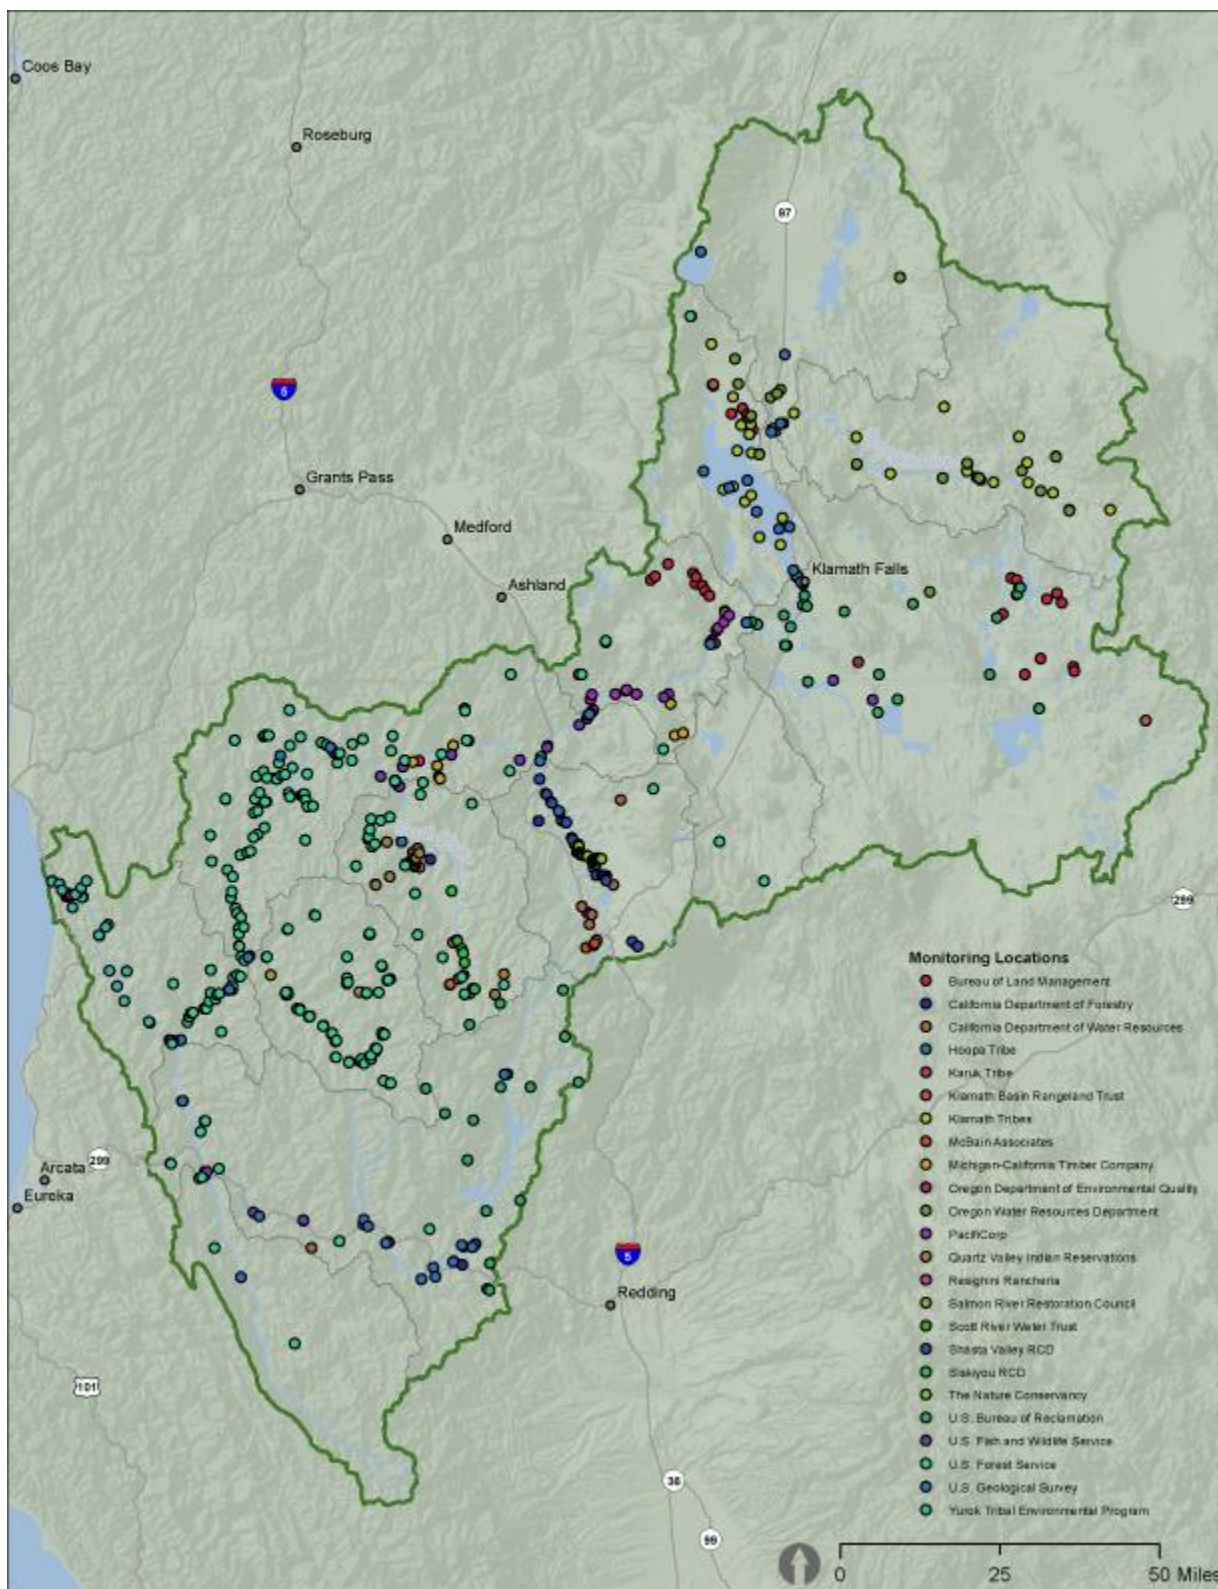 Coos Bay
Roseburg
97
5
Grants Pass
Medford
Ashland
Klamath Falls
299
Monitoring Locations
Bureau of Land Management
California Department of Forestry
California Department of Water Resources
Hoopa Tribe
Karuk Tribe
Klamath Basin Rangeland Trust
Klamath Tribes
McBain Associates
Michigan-California Timber Company
Oregon Department of Environmental Quality
Oregon Water Resources Department
PacifiCorp
Quartz Valley Indian Reservations
Resighini Rancheria
Salmon River Restoration Council
Scott River Water Trust
Shasta Valley RCD
Siskiyou RCD
The Nature Conservancy
U.S. Bureau of Reclamation
U.S. Fish and Wildlife Service
U.S. Forest Service
U.S. Geological Survey
Yurok Tribal Environmental Program
299
Arcata
Eureka
5
Redding
101
36
99
0 25 50 Miles